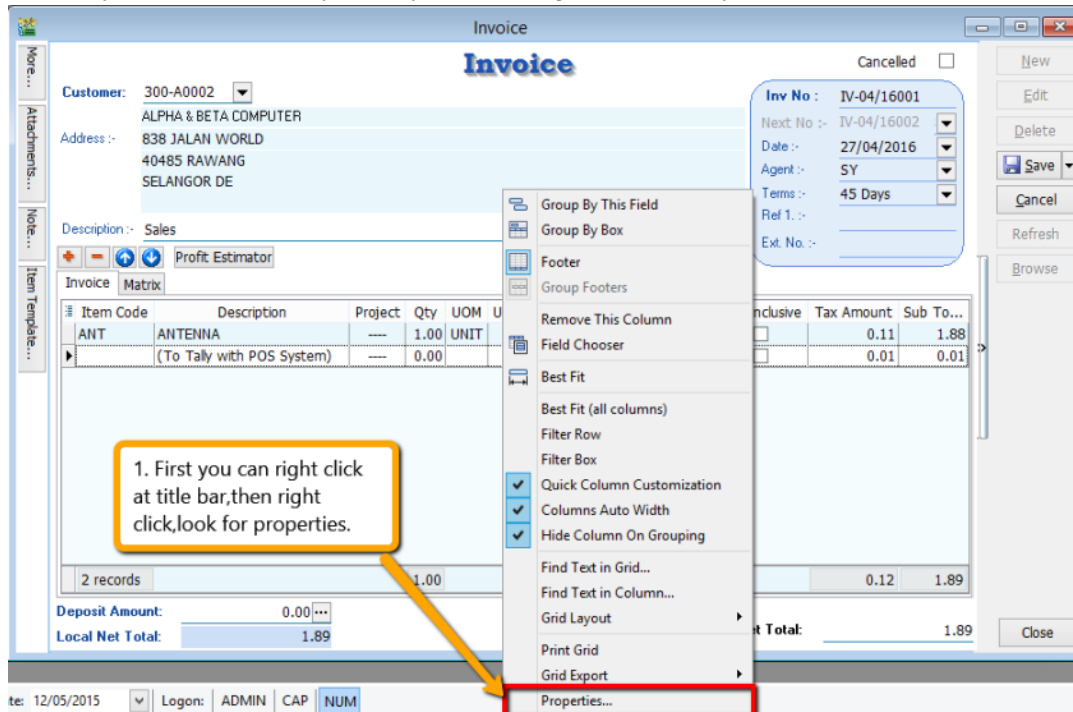 Invoice
More...
Attachments...
Note...
Item Template...
Invoice
Cancelled
Customer: 300-A0002
ALPHA & BETA COMPUTER
Address :- 838 JALAN WORLD
40485 RAWANG
SELANGOR DE
Description :- Sales
Inv No : IV-04/16001
Next No :- IV-04/16002
Date :- 27/04/2016
Agent :- SY
Terms :- 45 Days
Ref 1. :-
Ext. No. :-
New
Edit
Delete
Save
Cancel
Refresh
Browse
Profit Estimator
Invoice Matrix
Item Code Description Project Qty UOM U nclusive Tax Amount Sub To...
ANT ANTENNA ---- 1.00 UNIT 0.11 1.88
(To Tally with POS System) ---- 0.00 0.01 0.01
Group By This Field
Group By Box
Footer
Group Footers
Remove This Column
Field Chooser
Best Fit
Best Fit (all columns)
Filter Row
Filter Box
Quick Column Customization
Columns Auto Width
Hide Column On Grouping
Find Text in Grid...
Find Text in Column...
Grid Layout
Print Grid
Grid Export
Properties...
1. First you can right click
at title bar,then right
click,look for properties.
2 records 1.00 0.12 1.89
Deposit Amount: 0.00
Local Net Total: 1.89
et Total: 1.89
Close
te: 12/05/2015 Logon: ADMIN CAP NUM